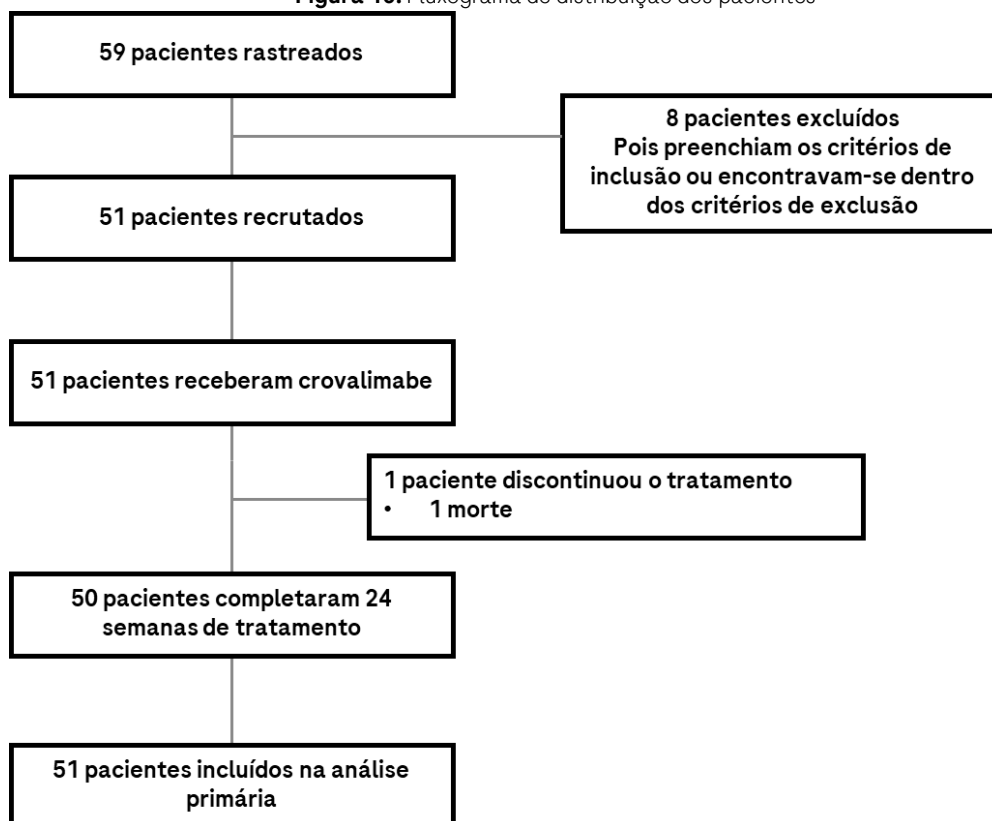 59 pacientes rastreados
8 pacientes excluídos
Pois preenchiam os critérios de
inclusão ou encontravam-se dentro
dos critérios de exclusão
51 pacientes recrutados
51 pacientes receberam crovalimabe
1 paciente discontinuou o tratamento
• 1 morte
50 pacientes completaram 24
semanas de tratamento
51 pacientes incluídos na análise
primária